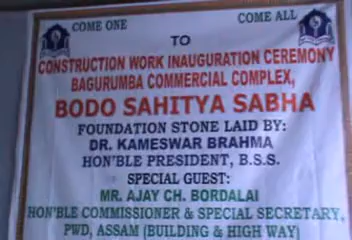 COME ONE
COME ALL
TO
CONSTRUCTION WORK INAUGURATION CEREMONY
BAGURUMBA COMMERCIAL COMPLEX,
BODO SAHITYA SABHA
FOUNDATION STONE LAID BY:
DR. KAMESWAR BRAHMA
HON'BLE PRESIDENT, B.S.S.
SPECIAL GUEST:
MR. AJAY CH. BORDALAI
HON'BLE COMMISSIONER & SPECIAL SECRETARY,
PWD, ASSAM (BUILDING & HIGH WAY)